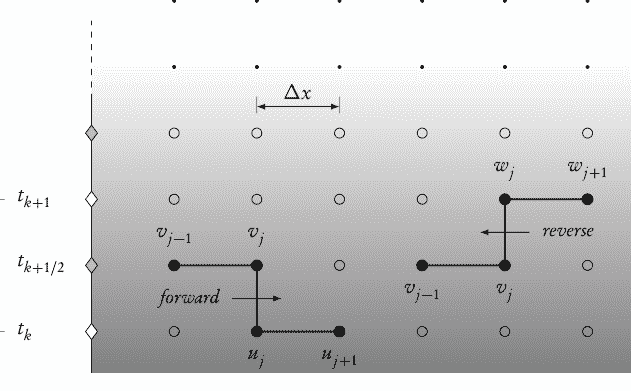 Δx
w_j w_{j+1}
t_{k+1}
v_{j−1} v_j reverse
t_{k+1/2}
v_{j−1} v_j
forward
t_k
u_j u_{j+1}